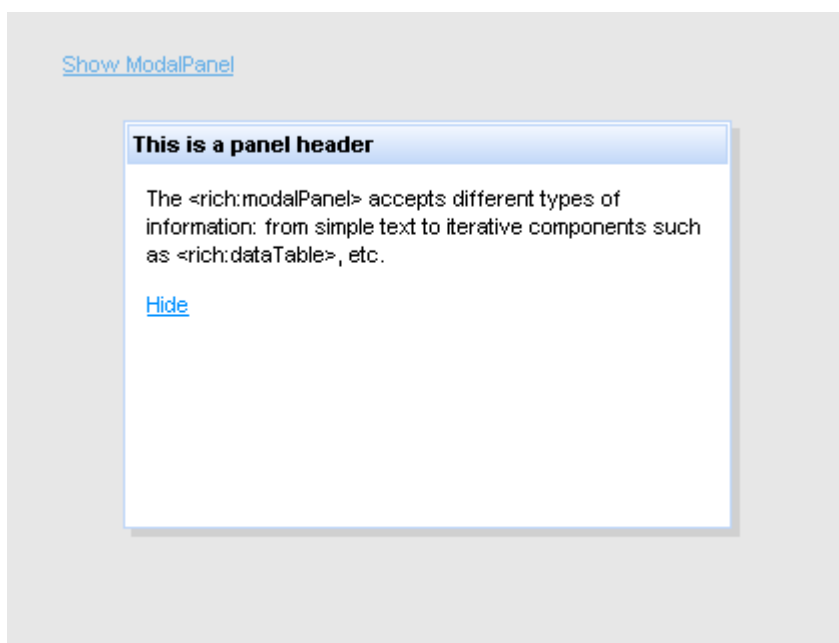 Show ModalPanel
This is a panel header
The <rich:modalPanel> accepts different types of
information: from simple text to iterative components such
as <rich:dataTable>, etc.
Hide